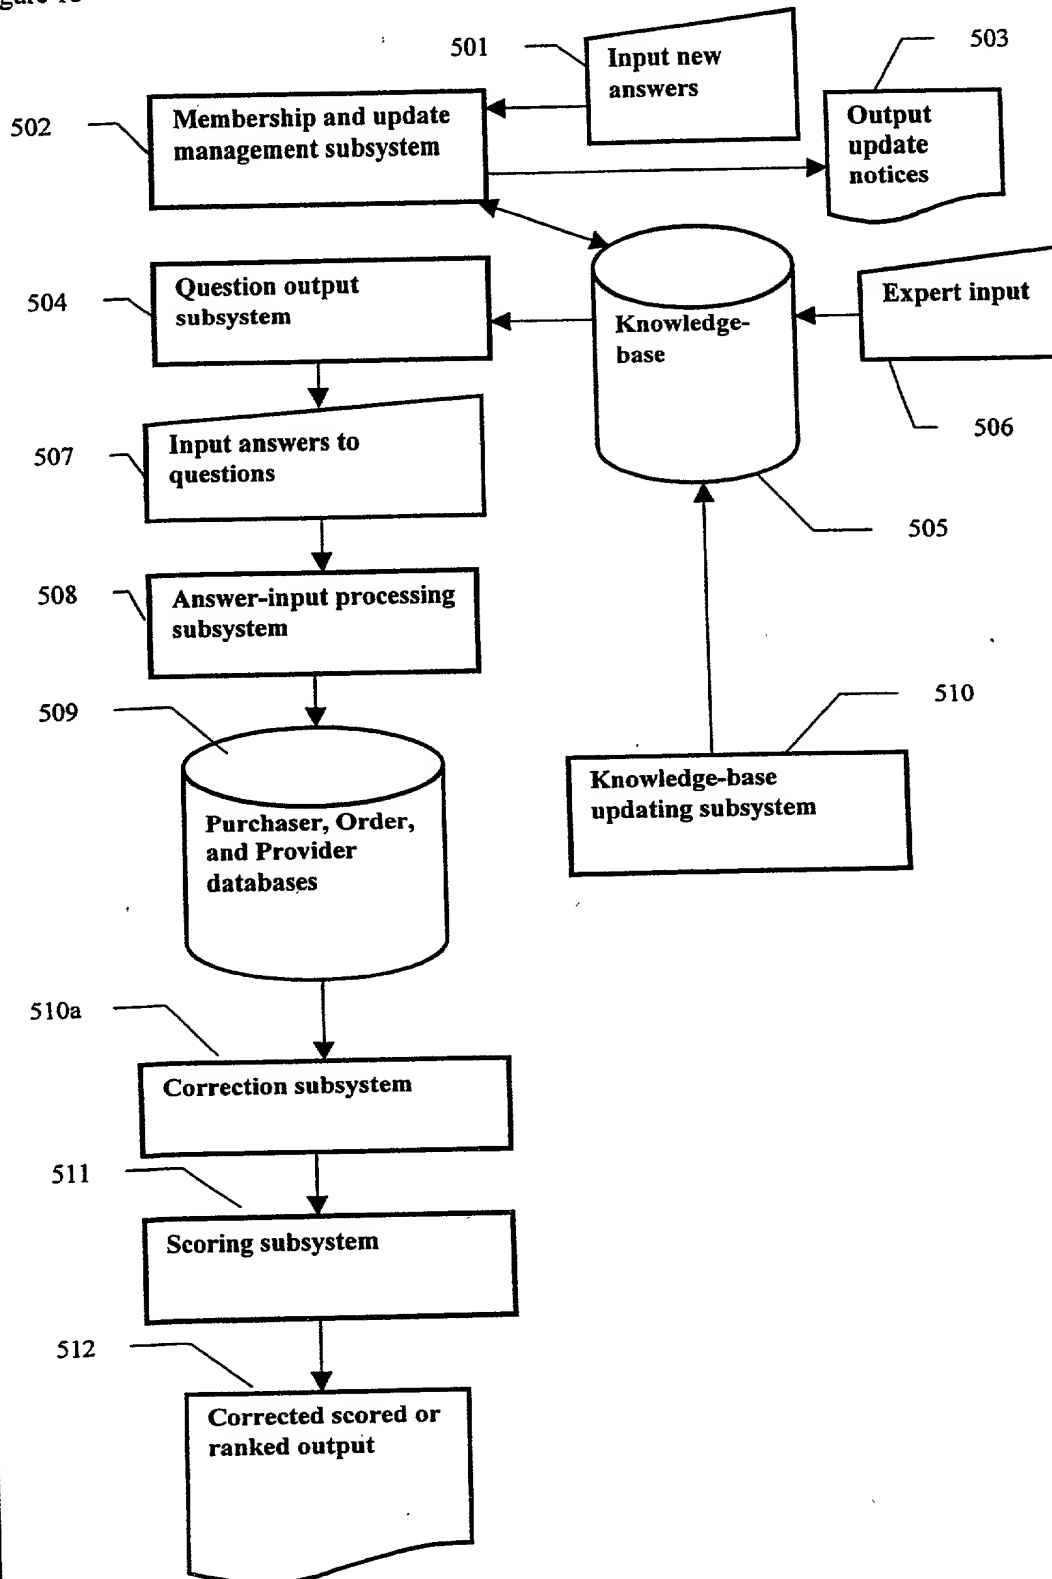 501
Input new
answers
503
Output
update
notices
502
Membership and update
management subsystem
504
Question output
subsystem
Knowledge-
base
Expert input
506
507
Input answers to
questions
505
508
Answer-input processing
subsystem
509
510
Purchaser, Order,
and Provider
databases
Knowledge-base
updating subsystem
510a
Correction subsystem
511
Scoring subsystem
512
Corrected scored or
ranked output